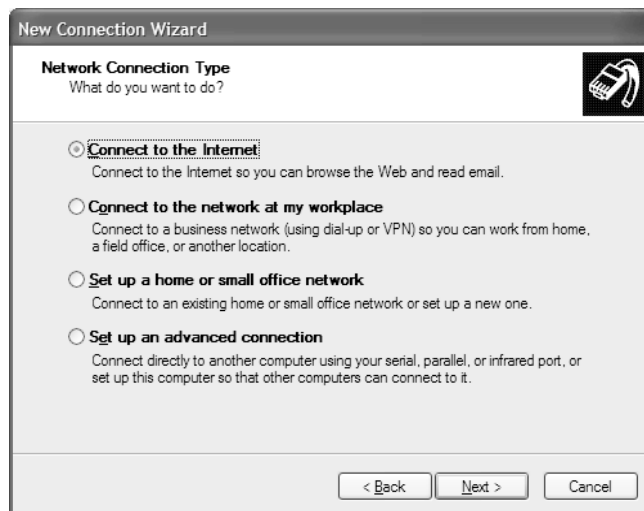 New Connection Wizard
Network Connection Type
What do you want to do?
Connect to the Internet
Connect to the Internet so you can browse the Web and read email.
Connect to the network at my workplace
Connect to a business network (using dial-up or VPN) so you can work from home,
a field office, or another location.
Set up a home or small office network
Connect to an existing home or small office network or set up a new one.
Set up an advanced connection
Connect directly to another computer using your serial, parallel, or infrared port, or
set up this computer so that other computers can connect to it.
< Back Next > Cancel